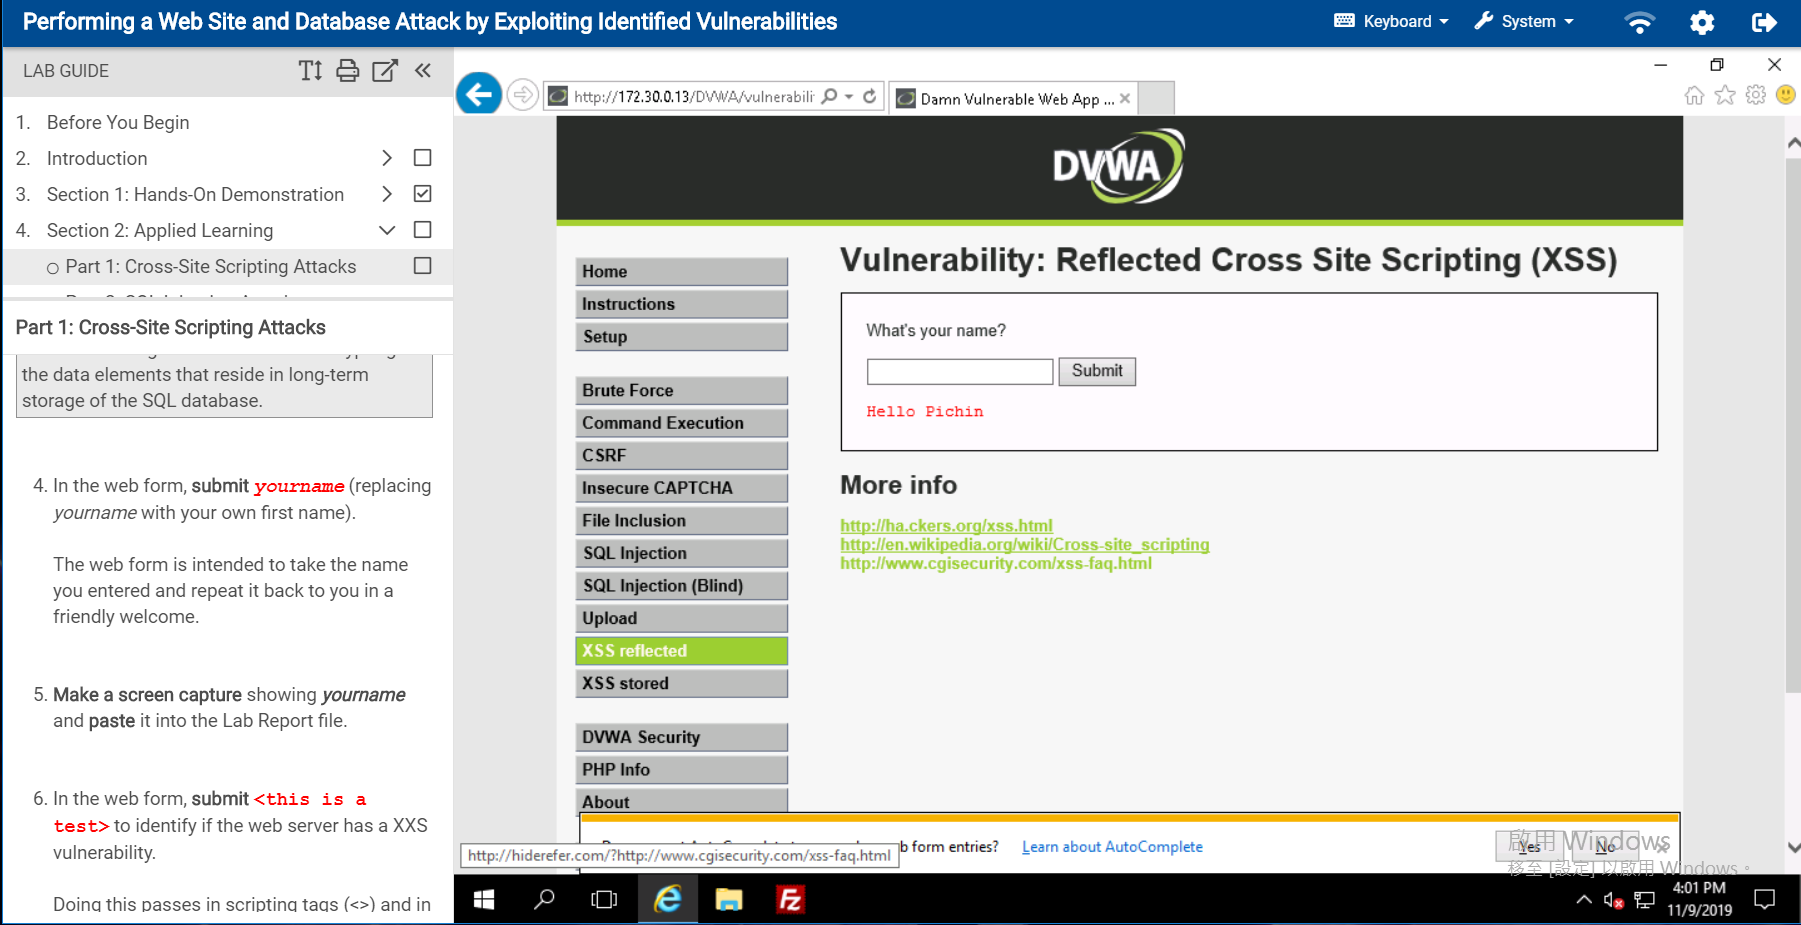 Performing a Web Site and Database Attack by Exploiting Identified Vulnerabilities
Keyboard
System
LAB GUIDE
1. Before You Begin
2. Introduction
3. Section 1: Hands-On Demonstration
4. Section 2: Applied Learning
Part 1: Cross-Site Scripting Attacks
Part 1: Cross-Site Scripting Attacks
the data elements that reside in long-term
storage of the SQL database.
4. In the web form, submit yourname (replacing
yourname with your own first name).
The web form is intended to take the name
you entered and repeat it back to you in a
friendly welcome.
5. Make a screen capture showing yourname
and paste it into the Lab Report file.
6. In the web form, submit <this is a
test> to identify if the web server has a XXS
vulnerability.
Doing this passes in scripting tags (<>) and in
http://172.30.0.13/DVWA/vulnerabili
Damn Vulnerable Web App ...
DVWA
Home
Instructions
Setup
Brute Force
Command Execution
CSRF
Insecure CAPTCHA
File Inclusion
SQL Injection
SQL Injection (Blind)
Upload
XSS reflected
XSS stored
DVWA Security
PHP Info
About
Vulnerability: Reflected Cross Site Scripting (XSS)
What's your name?
Submit
Hello Pichin
More info
http://ha.ckers.org/xss.html
http://en.wikipedia.org/wiki/Cross-site_scripting
http://www.cgisecurity.com/xss-faq.html
b form entries? Learn about AutoComplete
Yes
No
http://hiderefer.com/?http://www.cgisecurity.com/xss-faq.html
啟用 Windows
移至 [設定] 以啟用 Windows。
FZ
4:01 PM
11/9/2019